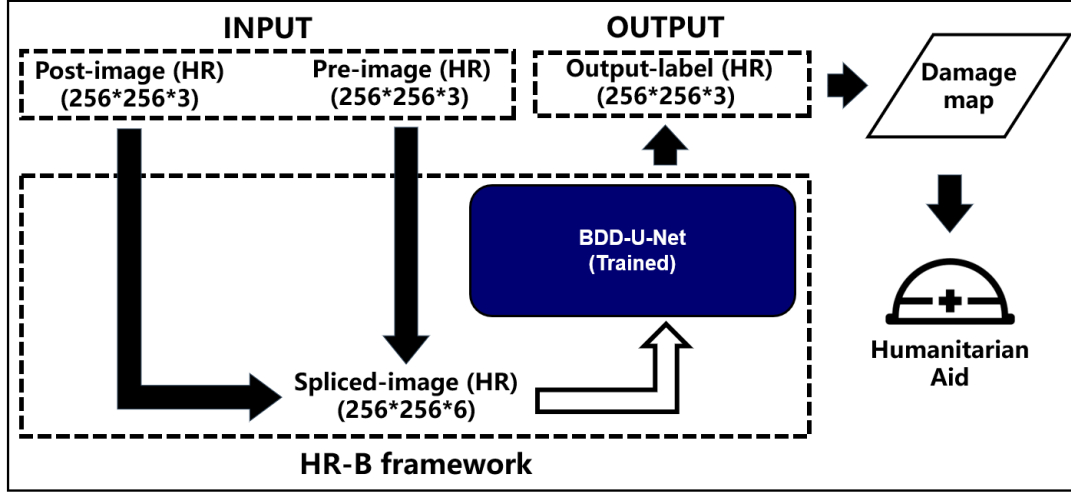 INPUT
OUTPUT
Post-image (HR)
(256*256*3)
Pre-image (HR)
(256*256*3)
Output-label (HR)
(256*256*3)
Damage
map
BDD-U-Net
(Trained)
Humanitarian
Aid
Spliced-image (HR)
(256*256*6)
HR-B framework